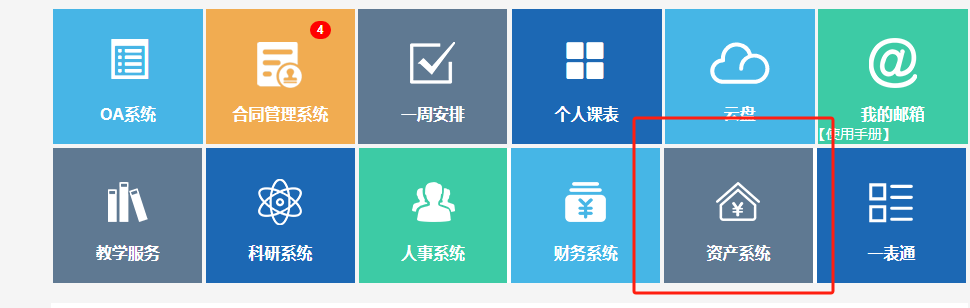 4
OA系统
合同管理系统
一周安排
个人课表
云盘
我的邮箱
【使用手册】
教学服务
科研系统
人事系统
财务系统
资产系统
一表通